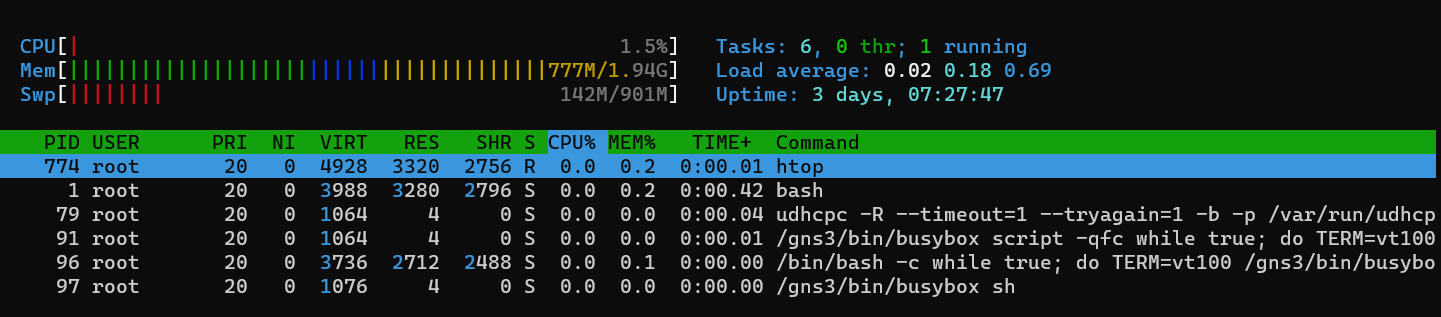 CPU[| 1.5%] Tasks: 6, 0 thr; 1 running
Mem[||||||||||||||||||||||||||||||||||||||||777M/1.94G] Load average: 0.02 0.18 0.69
Swp[|||||||| 142M/901M] Uptime: 3 days, 07:27:47
PID USER PRI NI VIRT RES SHR S CPU% MEM% TIME+ Command
774 root 20 0 4928 3320 2756 R 0.0 0.2 0:00.01 htop
1 root 20 0 3988 3280 2796 S 0.0 0.2 0:00.42 bash
79 root 20 0 1064 4 0 S 0.0 0.0 0:00.04 udhcpc -R --timeout=1 --tryagain=1 -b -p /var/run/udhcp
91 root 20 0 1064 4 0 S 0.0 0.0 0:00.01 /gns3/bin/busybox script -qfc while true; do TERM=vt100
96 root 20 0 3736 2712 2488 S 0.0 0.1 0:00.00 /bin/bash -c while true; do TERM=vt100 /gns3/bin/busybo
97 root 20 0 1076 4 0 S 0.0 0.0 0:00.00 /gns3/bin/busybox sh